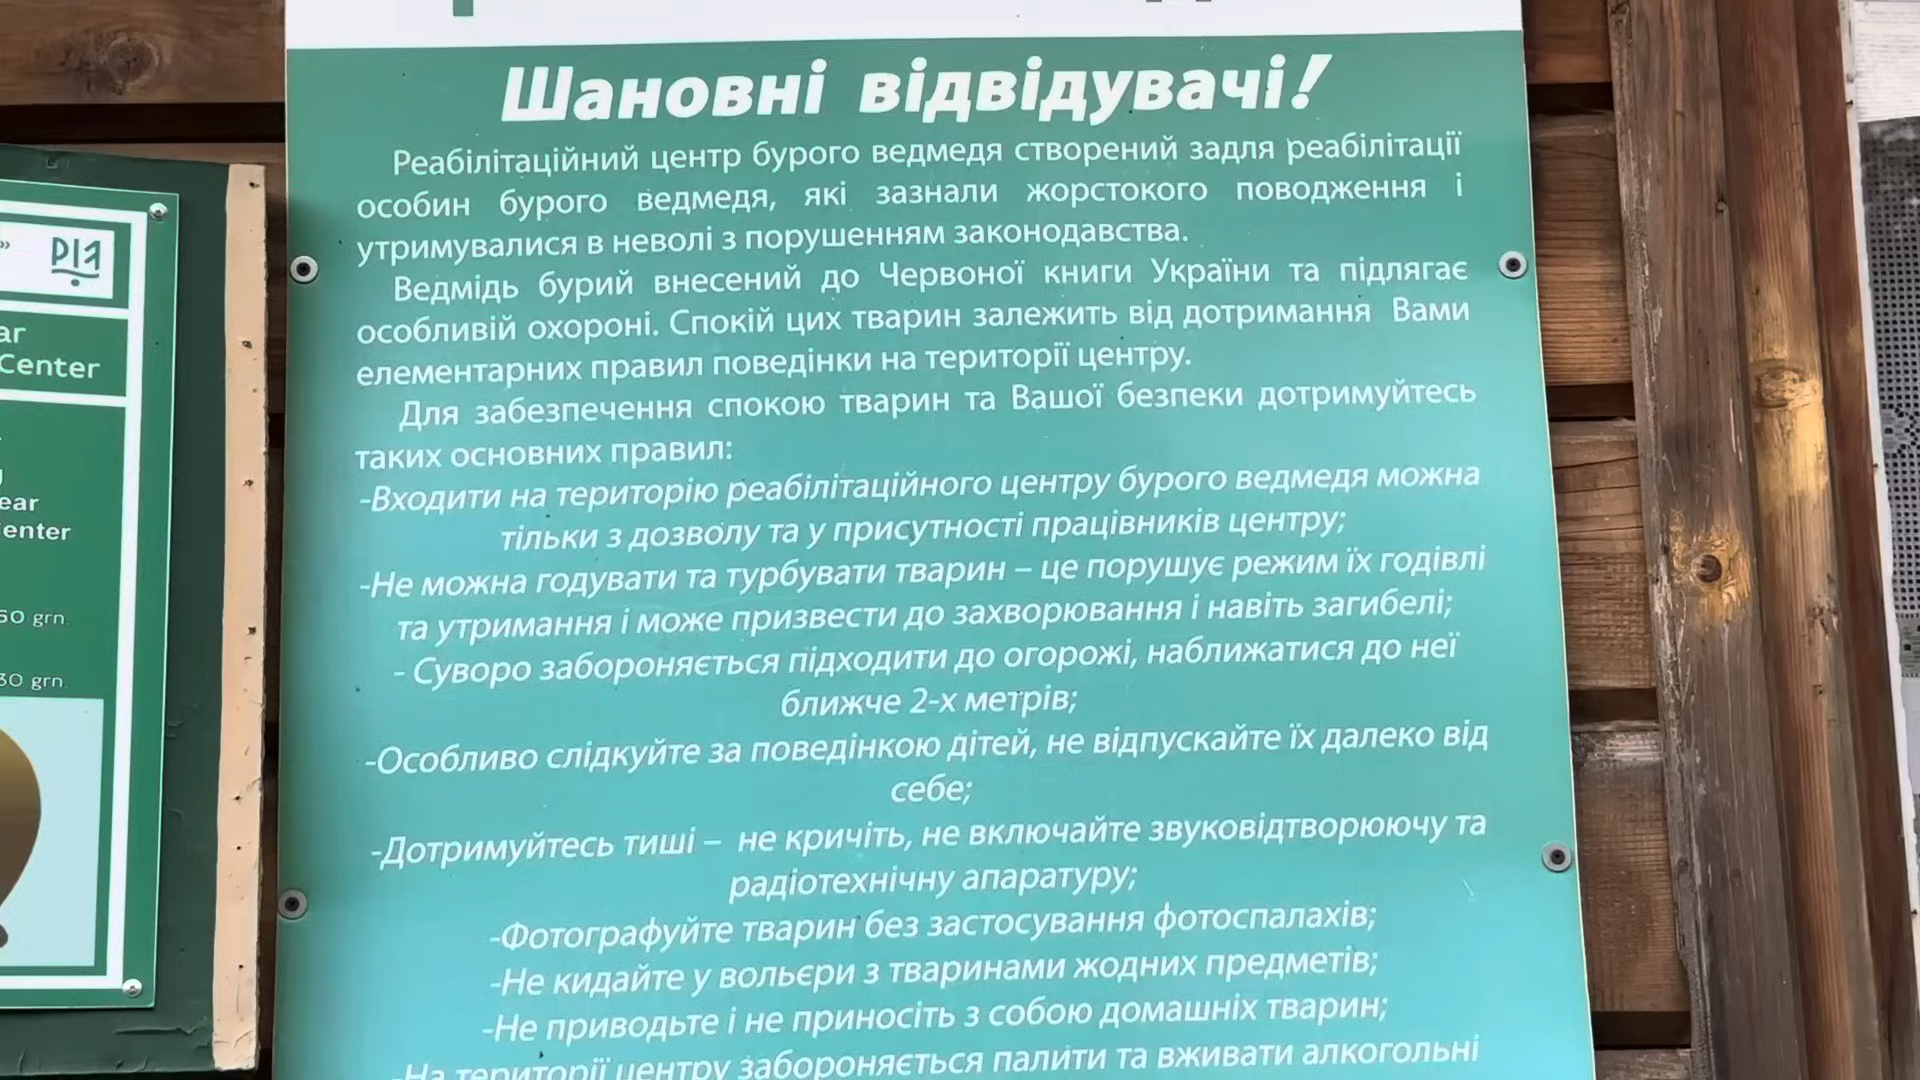 Шановні відвідувачі!
Реабілітаційний центр бурого ведмедя створений задля реабілітації
особин бурого ведмедя, які зазнали жорстокого поводження і
утримувалися в неволі з порушенням законодавства.
Ведмідь бурий внесений до Червоної книги України та підлягає
особливій охороні. Спокій цих тварин залежить від дотримання Вами
елементарних правил поведінки на території центру.
Для забезпечення спокою тварин та Вашої безпеки дотримуйтесь
таких основних правил:
-Входити на територію реабілітаційного центру бурого ведмедя можна
тільки з дозволу та у присутності працівників центру;
-Не можна годувати та турбувати тварин – це порушує режим їх годівлі
та утримання і може призвести до захворювання і навіть загибелі;
- Суворо забороняється підходити до огорожі, наближатися до неї
ближче 2-х метрів;
-Особливо слідкуйте за поведінкою дітей, не відпускайте їх далеко від
себе;
-Дотримуйтесь тиші – не кричіть, не включайте звуковідтворюючу та
радіотехнічну апаратуру;
-Фотографуйте тварин без застосування фотоспалахів;
-Не кидайте у вольєри з тваринами жодних предметів;
-Не приводьте і не приносіть з собою домашніх тварин;
-На території центру забороняється палити та вживати алкогольні
»
РІЯ
Center
grn.
grn.